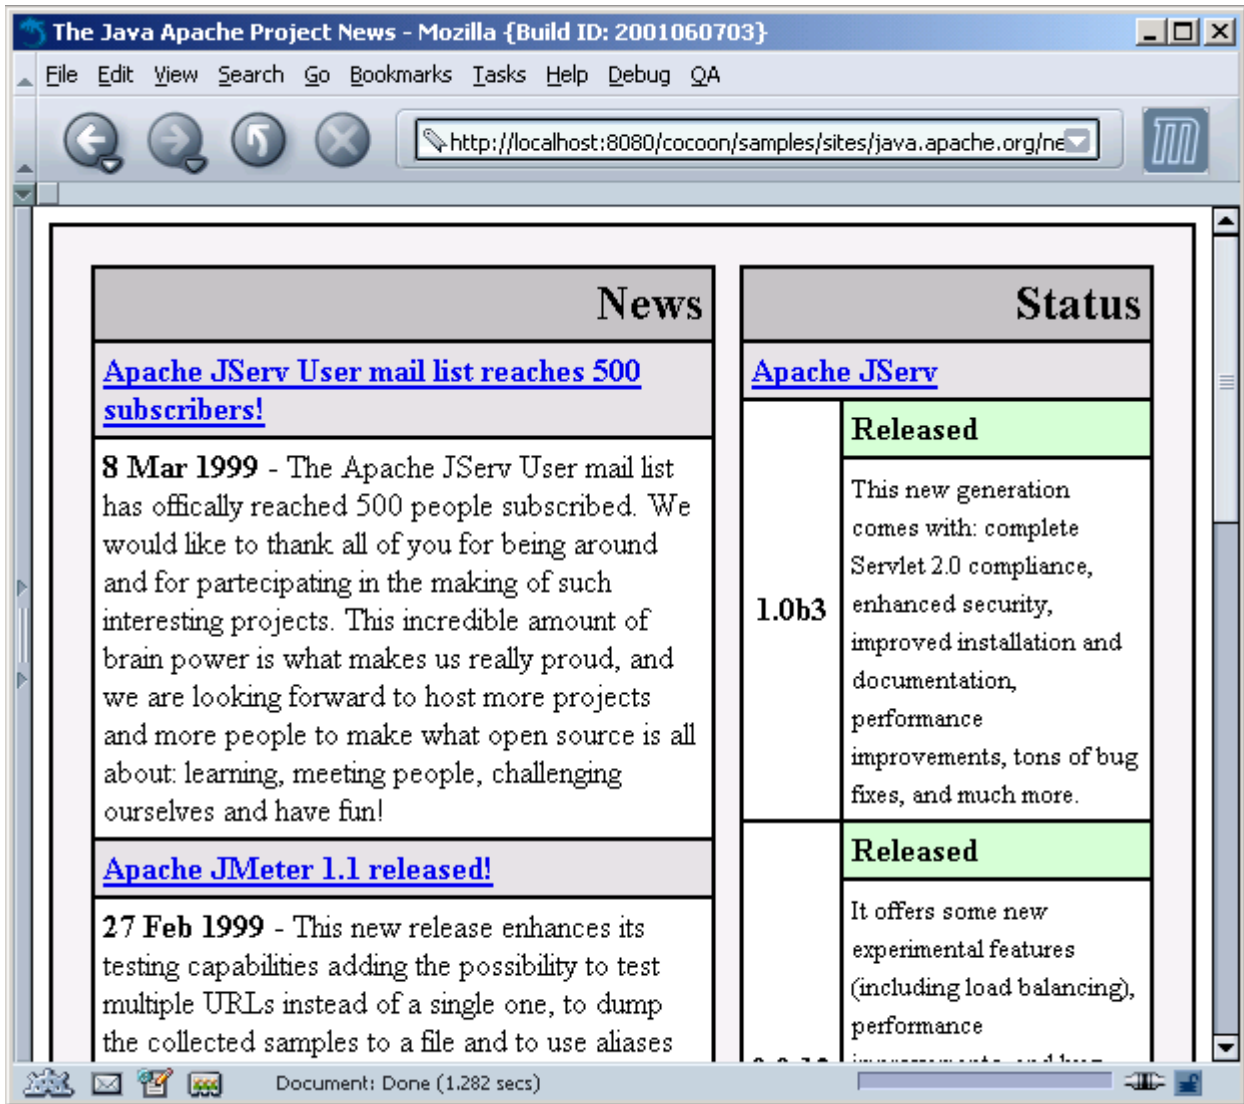 The Java Apache Project News - Mozilla {Build ID: 2001060703}
File Edit View Search Go Bookmarks Tasks Help Debug QA
http://localhost:8080/cocoon/samples/sites/java.apache.org/ne
News
Apache JServ User mail list reaches 500
subscribers!
8 Mar 1999 - The Apache JServ User mail list
has offically reached 500 people subscribed. We
would like to thank all of you for being around
and for partecipating in the making of such
interesting projects. This incredible amount of
brain power is what makes us really proud, and
we are looking forward to host more projects
and more people to make what open source is all
about: learning, meeting people, challenging
ourselves and have fun!
Apache JMeter 1.1 released!
27 Feb 1999 - This new release enhances its
testing capabilities adding the possibility to test
multiple URLs instead of a single one, to dump
the collected samples to a file and to use aliases
Status
Apache JServ
Released
1.0b3
This new generation
comes with: complete
Servlet 2.0 compliance,
enhanced security,
improved installation and
documentation,
performance
improvements, tons of bug
fixes, and much more.
Released
It offers some new
experimental features
(including load balancing),
performance
Document: Done (1.282 secs)